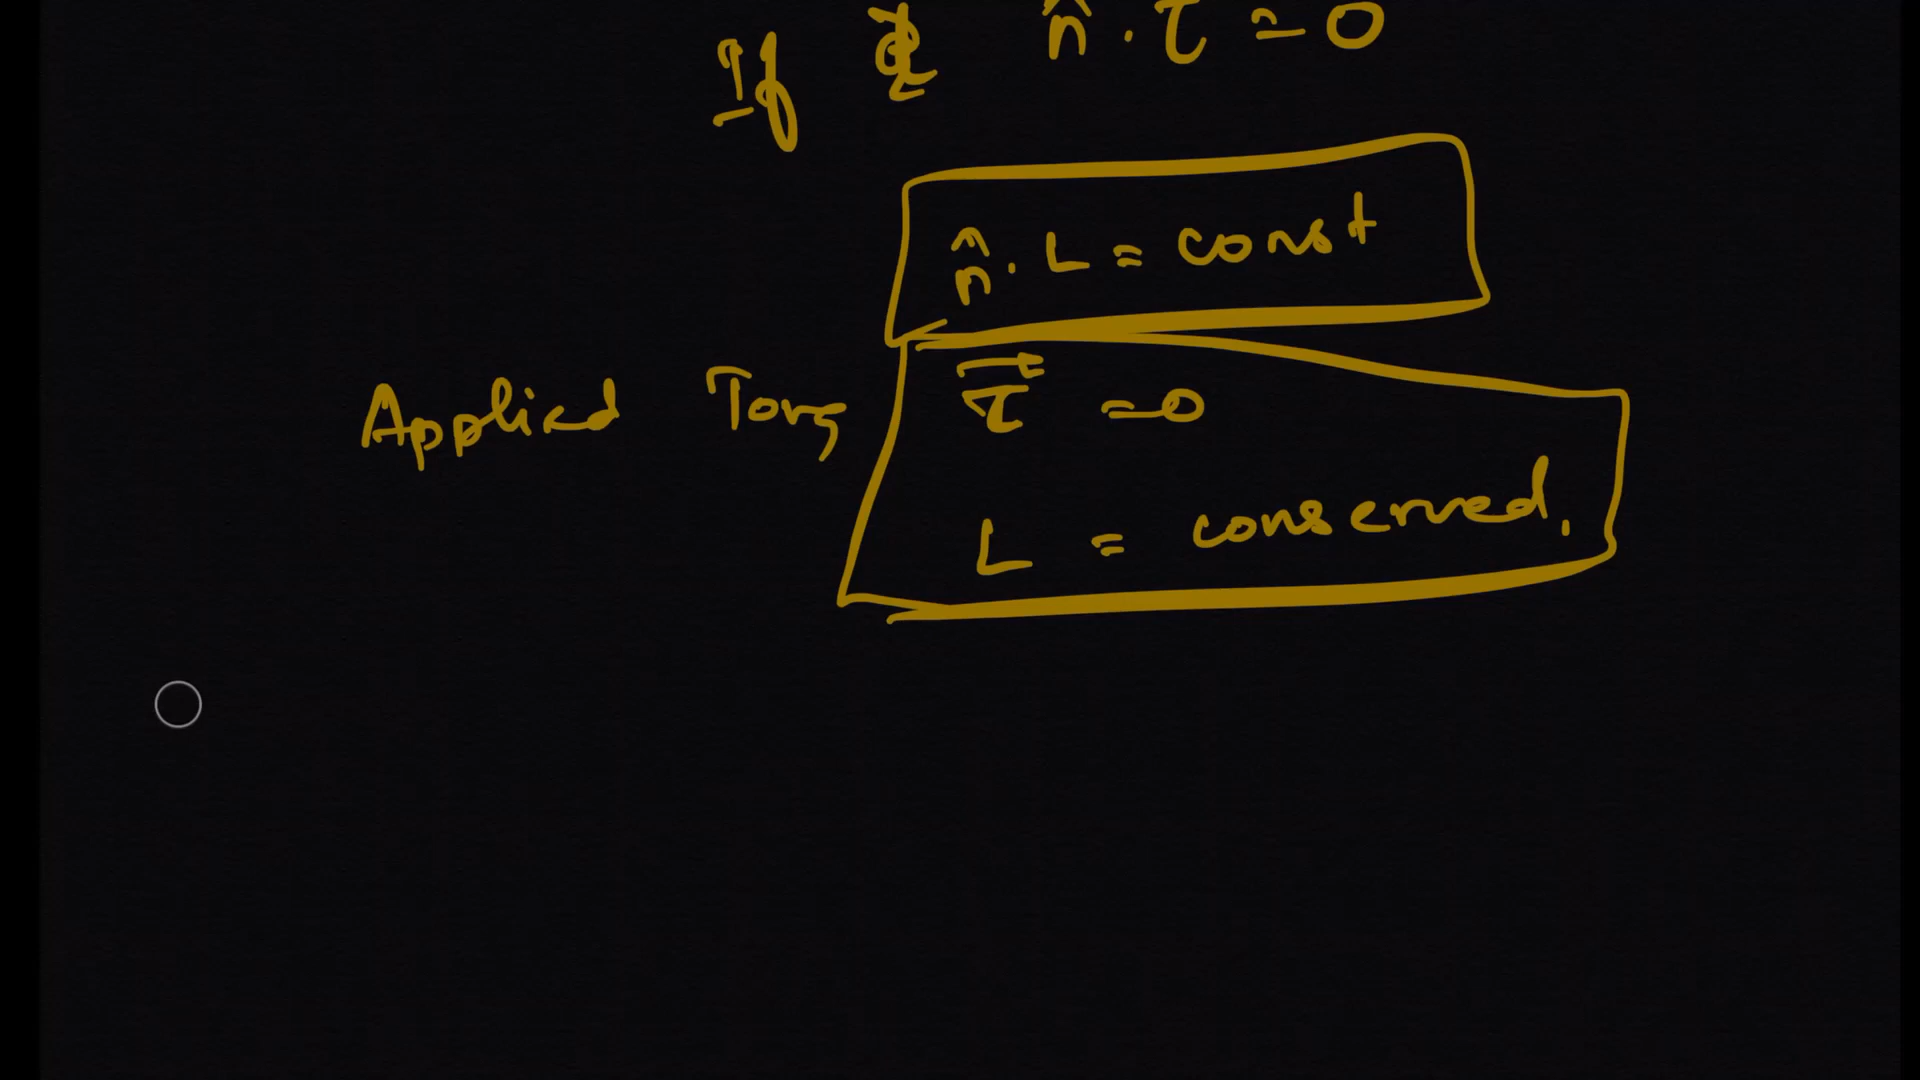 If n̂ . τ = 0
n̂ . L = const
Applied Torq τ⃗ = 0
L = conserved.